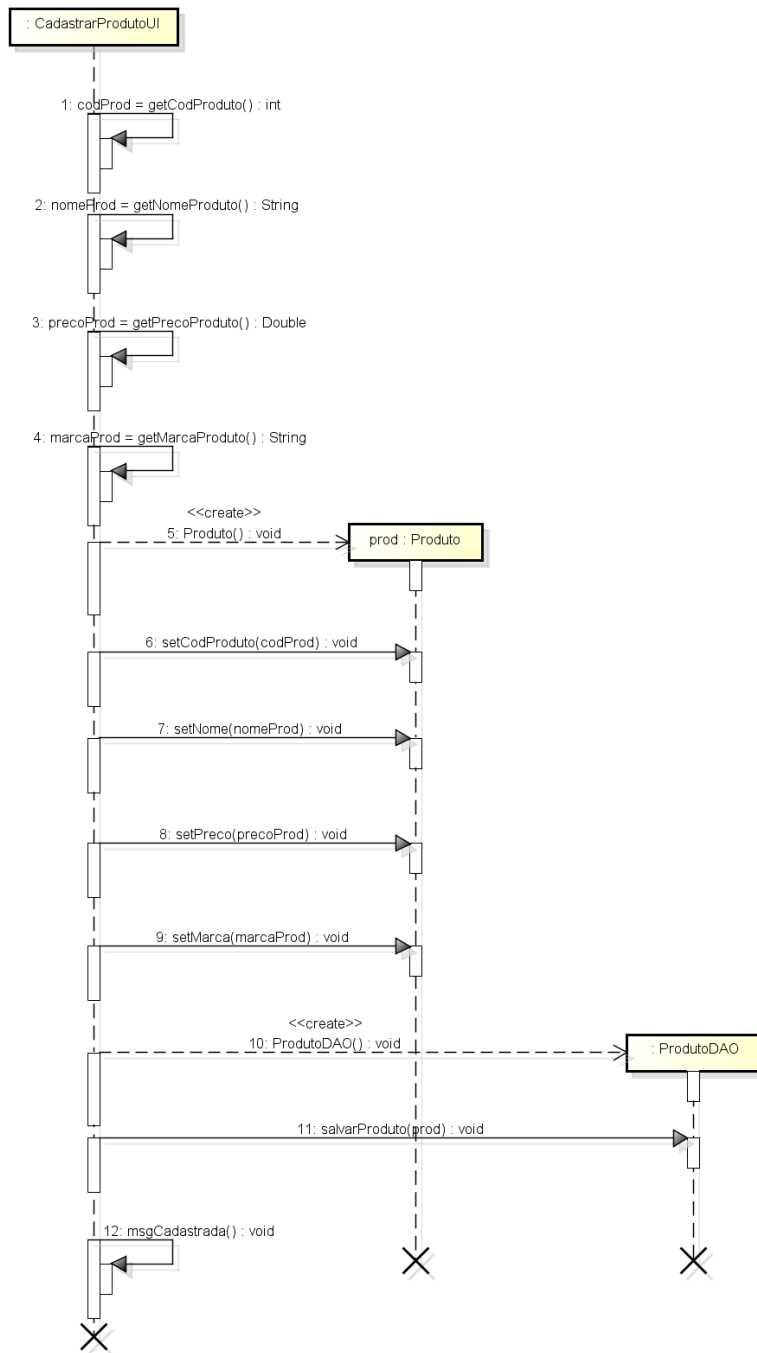 : CadastrarProdutoUI
1: codProd = getCodProduto() : int
2: nomeProd = getNomeProduto() : String
3: precoProd = getPrecoProduto() : Double
4: marcaProd = getMarcaProduto() : String
<<create>>
5: Produto() : void
prod : Produto
6: setCodProduto(codProd) : void
7: setNome(nomeProd) : void
8: setPreco(precoProd) : void
9: setMarca(marcaProd) : void
<<create>>
10: ProdutoDAO() : void
: ProdutoDAO
11: salvarProduto(prod) : void
12: msgCadastrada() : void